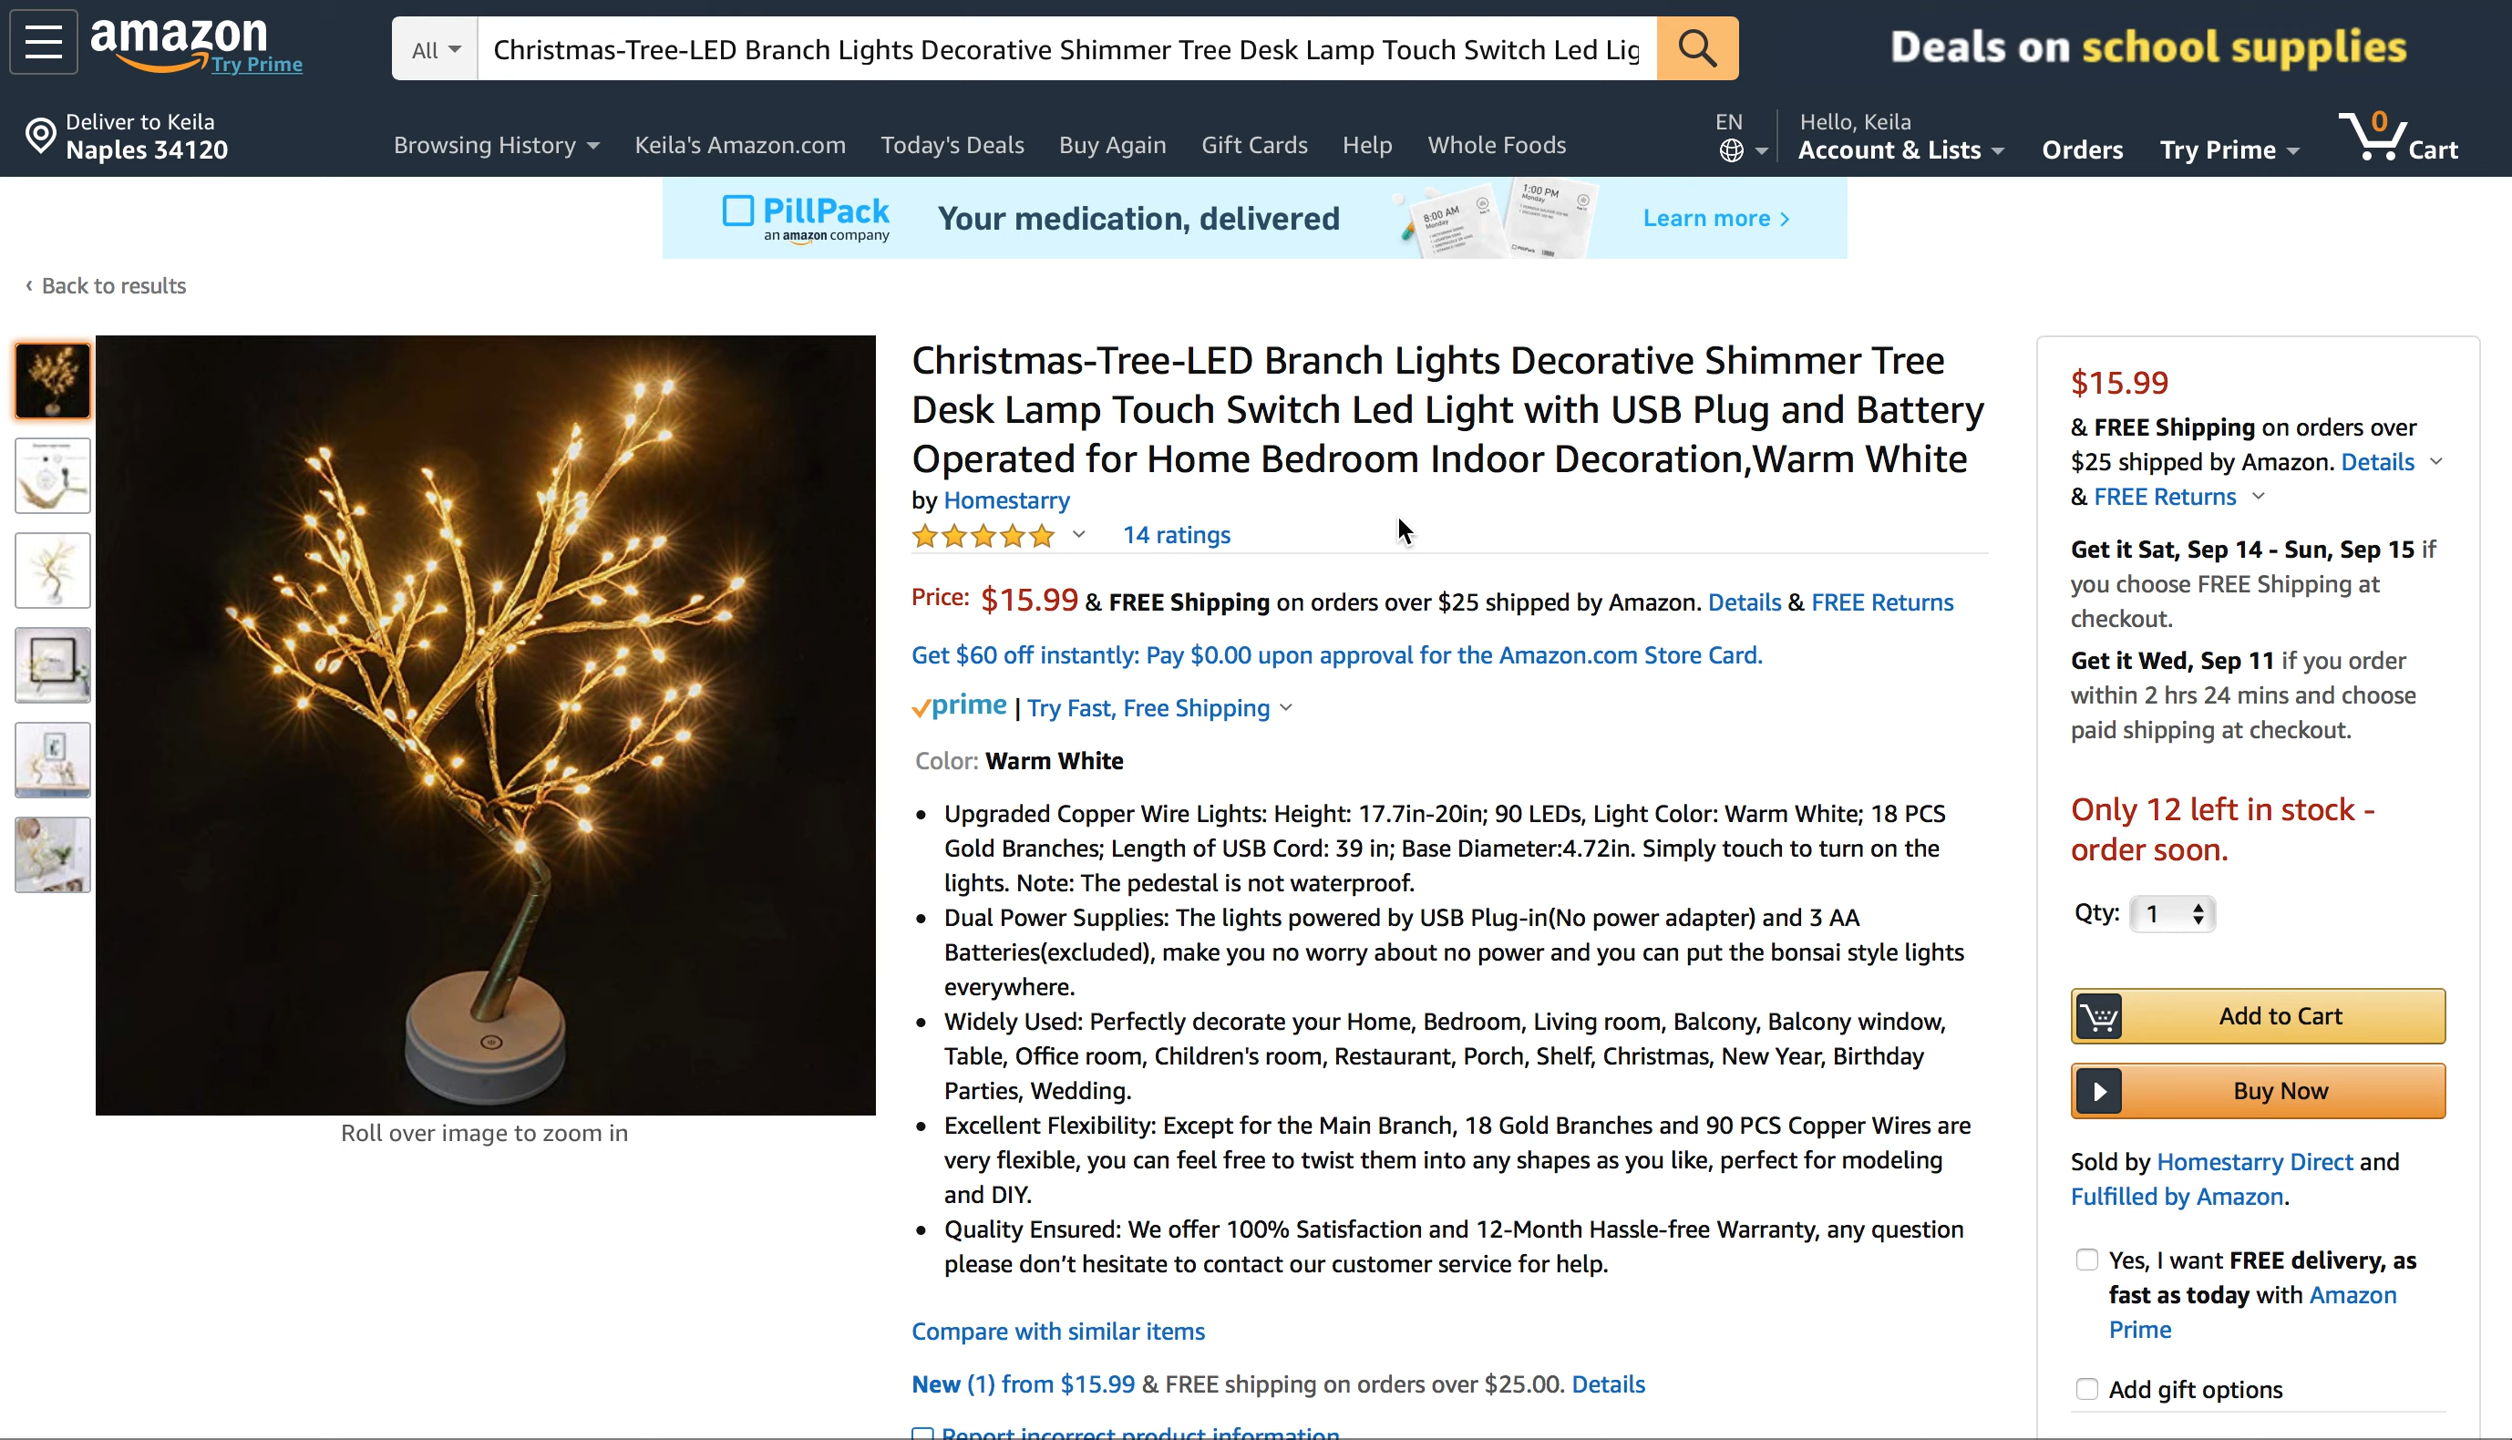 amazon
Try Prime
All
Christmas-Tree-LED Branch Lights Decorative Shimmer Tree Desk Lamp Touch Switch Led Lig
Deals on school supplies
Deliver to Keila
Naples 34120
Browsing History
Keila's Amazon.com
Today's Deals
Buy Again
Gift Cards
Help
Whole Foods
EN
Hello, Keila
Account & Lists
Orders
Try Prime
0
Cart
PillPack
an amazon company
Your medication, delivered
8:00 AM
Monday
1:00 PM
Monday
Learn more ›
‹ Back to results
Christmas-Tree-LED Branch Lights Decorative Shimmer Tree
Desk Lamp Touch Switch Led Light with USB Plug and Battery
Operated for Home Bedroom Indoor Decoration,Warm White
by Homestarry
14 ratings
Price: $15.99 & FREE Shipping on orders over $25 shipped by Amazon. Details & FREE Returns
Get $60 off instantly: Pay $0.00 upon approval for the Amazon.com Store Card.
prime | Try Fast, Free Shipping
Color: Warm White
• Upgraded Copper Wire Lights: Height: 17.7in-20in; 90 LEDs, Light Color: Warm White; 18 PCS
Gold Branches; Length of USB Cord: 39 in; Base Diameter:4.72in. Simply touch to turn on the
lights. Note: The pedestal is not waterproof.
• Dual Power Supplies: The lights powered by USB Plug-in(No power adapter) and 3 AA
Batteries(excluded), make you no worry about no power and you can put the bonsai style lights
everywhere.
• Widely Used: Perfectly decorate your Home, Bedroom, Living room, Balcony, Balcony window,
Table, Office room, Children's room, Restaurant, Porch, Shelf, Christmas, New Year, Birthday
Parties, Wedding.
• Excellent Flexibility: Except for the Main Branch, 18 Gold Branches and 90 PCS Copper Wires are
very flexible, you can feel free to twist them into any shapes as you like, perfect for modeling
and DIY.
• Quality Ensured: We offer 100% Satisfaction and 12-Month Hassle-free Warranty, any question
please don’t hesitate to contact our customer service for help.
Compare with similar items
New (1) from $15.99 & FREE shipping on orders over $25.00. Details
Report incorrect product information
Roll over image to zoom in
$15.99
& FREE Shipping on orders over
$25 shipped by Amazon. Details
& FREE Returns
Get it Sat, Sep 14 - Sun, Sep 15 if
you choose FREE Shipping at
checkout.
Get it Wed, Sep 11 if you order
within 2 hrs 24 mins and choose
paid shipping at checkout.
Only 12 left in stock -
order soon.
Qty: 1
Add to Cart
Buy Now
Sold by Homestarry Direct and
Fulfilled by Amazon.
Yes, I want FREE delivery, as
fast as today with Amazon
Prime
Add gift options